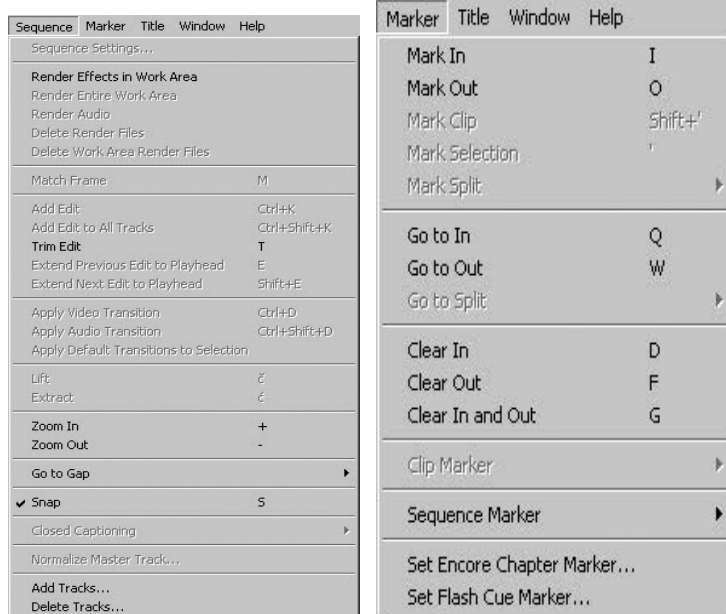 Sequence Marker Title Window Help
Sequence Settings...
Render Effects in Work Area
Render Entire Work Area
Render Audio
Delete Render Files
Delete Work Area Render Files
Match Frame M
Add Edit Ctrl+K
Add Edit to All Tracks Ctrl+Shift+K
Trim Edit T
Extend Previous Edit to Playhead E
Extend Next Edit to Playhead Shift+E
Apply Video Transition Ctrl+D
Apply Audio Transition Ctrl+Shift+D
Apply Default Transitions to Selection
Lift č
Extract ć
Zoom In +
Zoom Out -
Go to Gap
Snap S
Closed Captioning
Normalize Master Track...
Add Tracks...
Delete Tracks...
Marker Title Window Help
Mark In I
Mark Out O
Mark Clip Shift+'
Mark Selection '
Mark Split
Go to In Q
Go to Out W
Go to Split
Clear In D
Clear Out F
Clear In and Out G
Clip Marker
Sequence Marker
Set Encore Chapter Marker...
Set Flash Cue Marker...